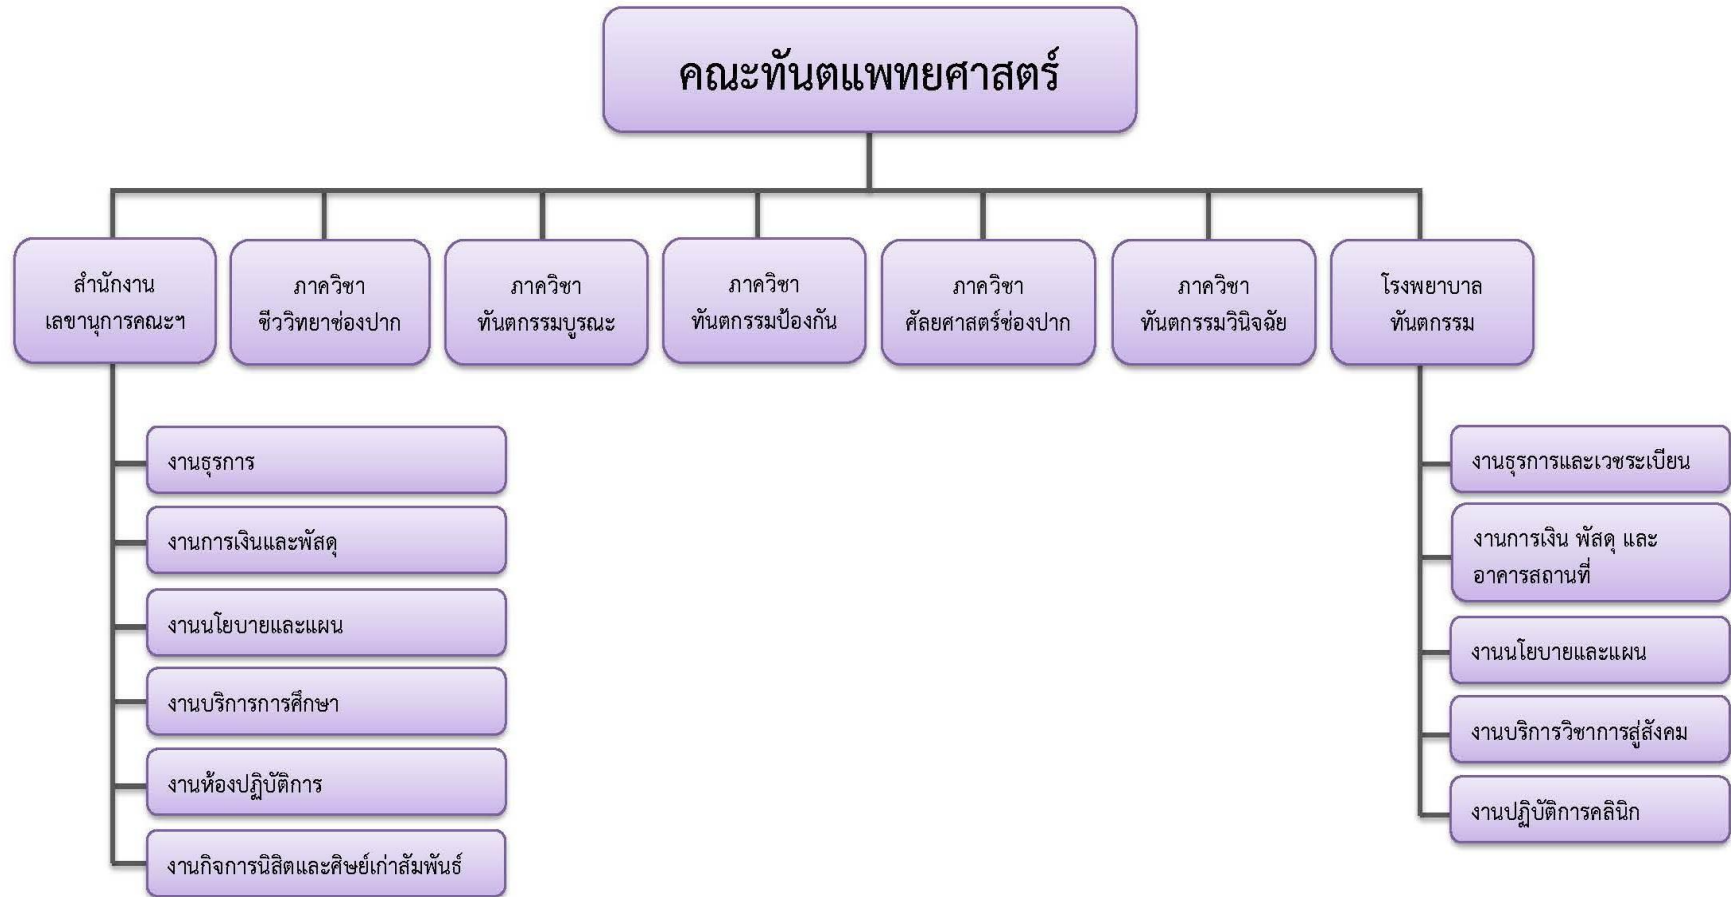 คณะทันตแพทยศาสตร์
สำนักงาน
เลขานุการคณะฯ
ภาควิชา
ชีววิทยาช่องปาก
ภาควิชา
ทันตกรรมบูรณะ
ภาควิชา
ทันตกรรมป้องกัน
ภาควิชา
ศัลยศาสตร์ช่องปาก
ภาควิชา
ทันตกรรมวินิจฉัย
โรงพยาบาล
ทันตกรรม
งานธุรการ
งานการเงินและพัสดุ
งานนโยบายและแผน
งานบริการการศึกษา
งานห้องปฏิบัติการ
งานกิจการนิสิตและศิษย์เก่าสัมพันธ์
งานธุรการและเวชระเบียน
งานการเงิน พัสดุ และ
อาคารสถานที่
งานนโยบายและแผน
งานบริการวิชาการสู่สังคม
งานปฏิบัติการคลินิก